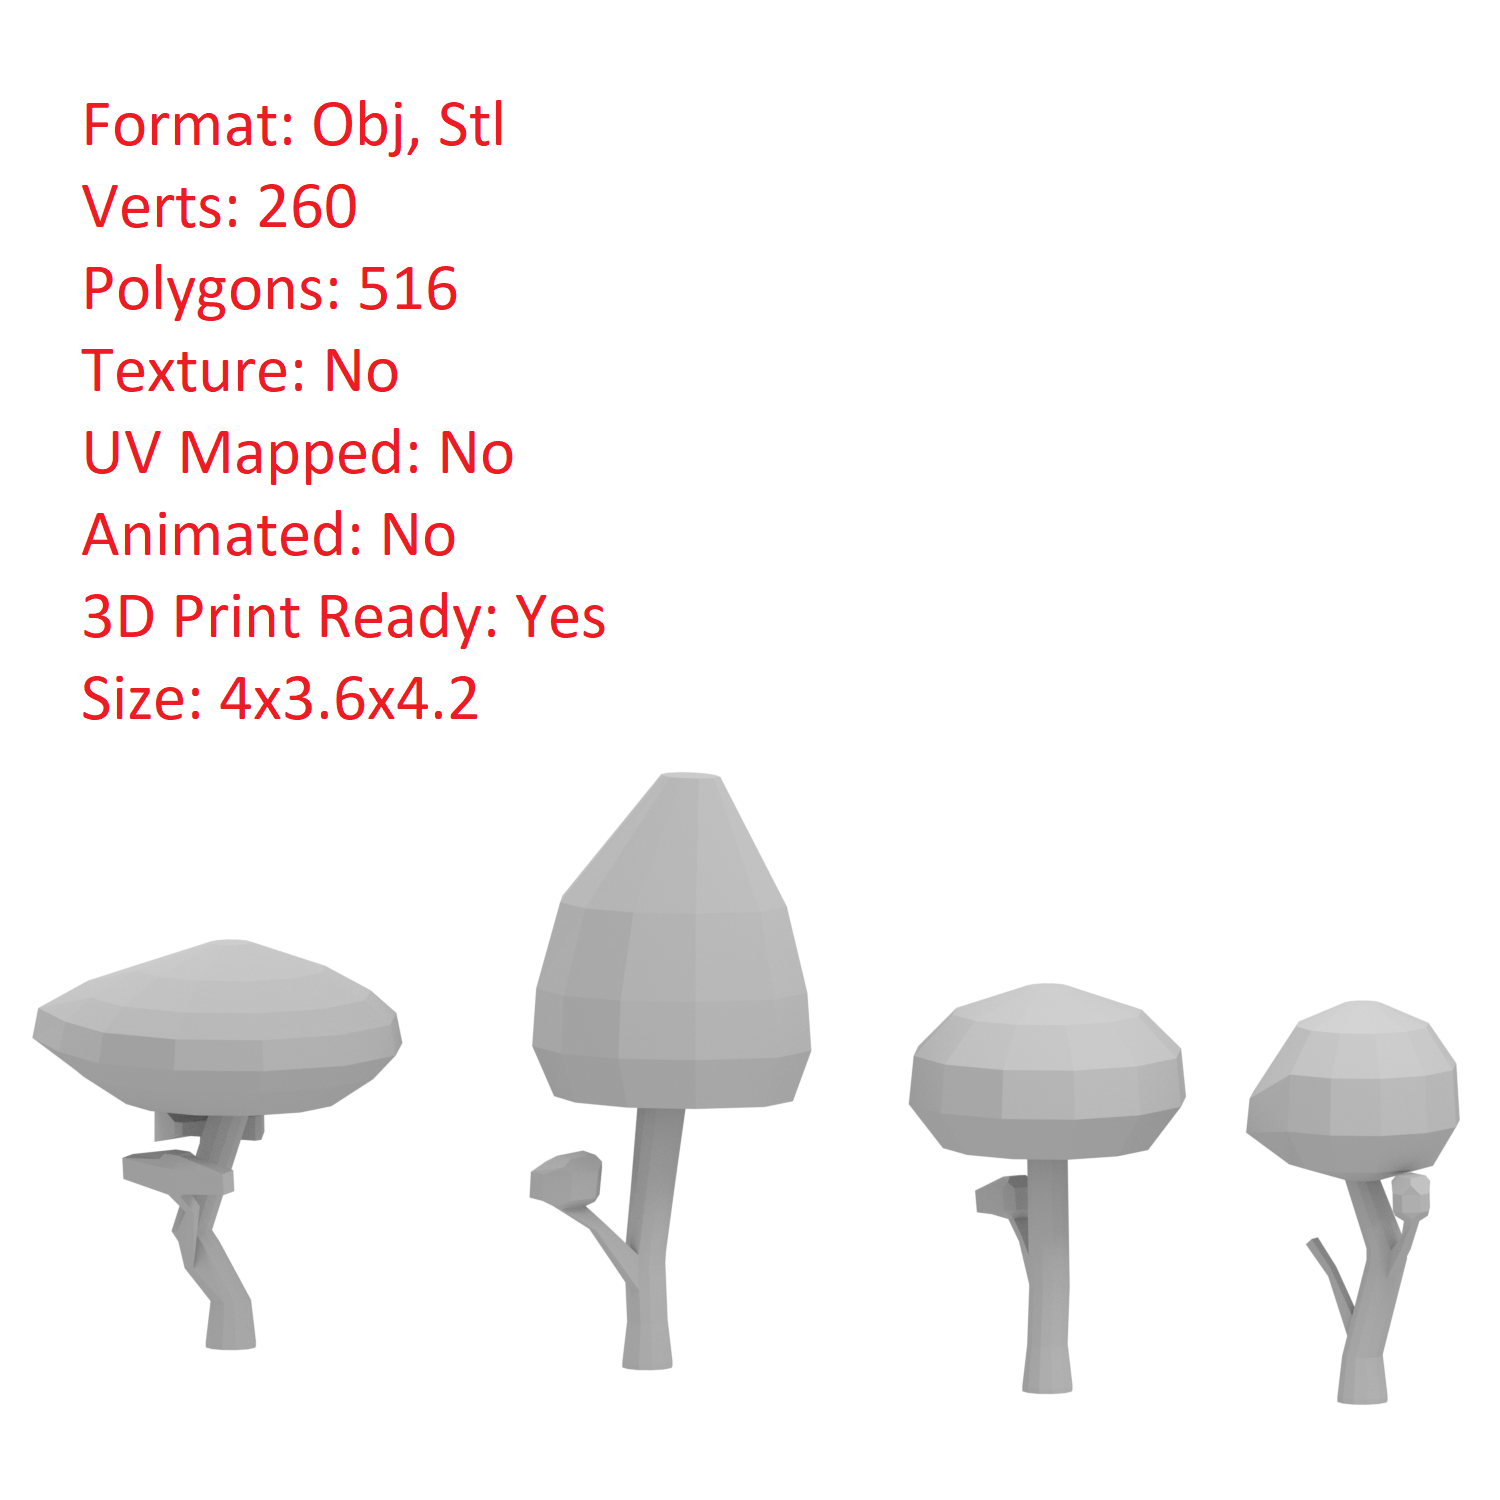 Format: Obj, Stl
Verts: 260
Polygons: 516
Texture: No
UV Mapped: No
Animated: No
3D Print Ready: Yes
Size: 4x3.6x4.2